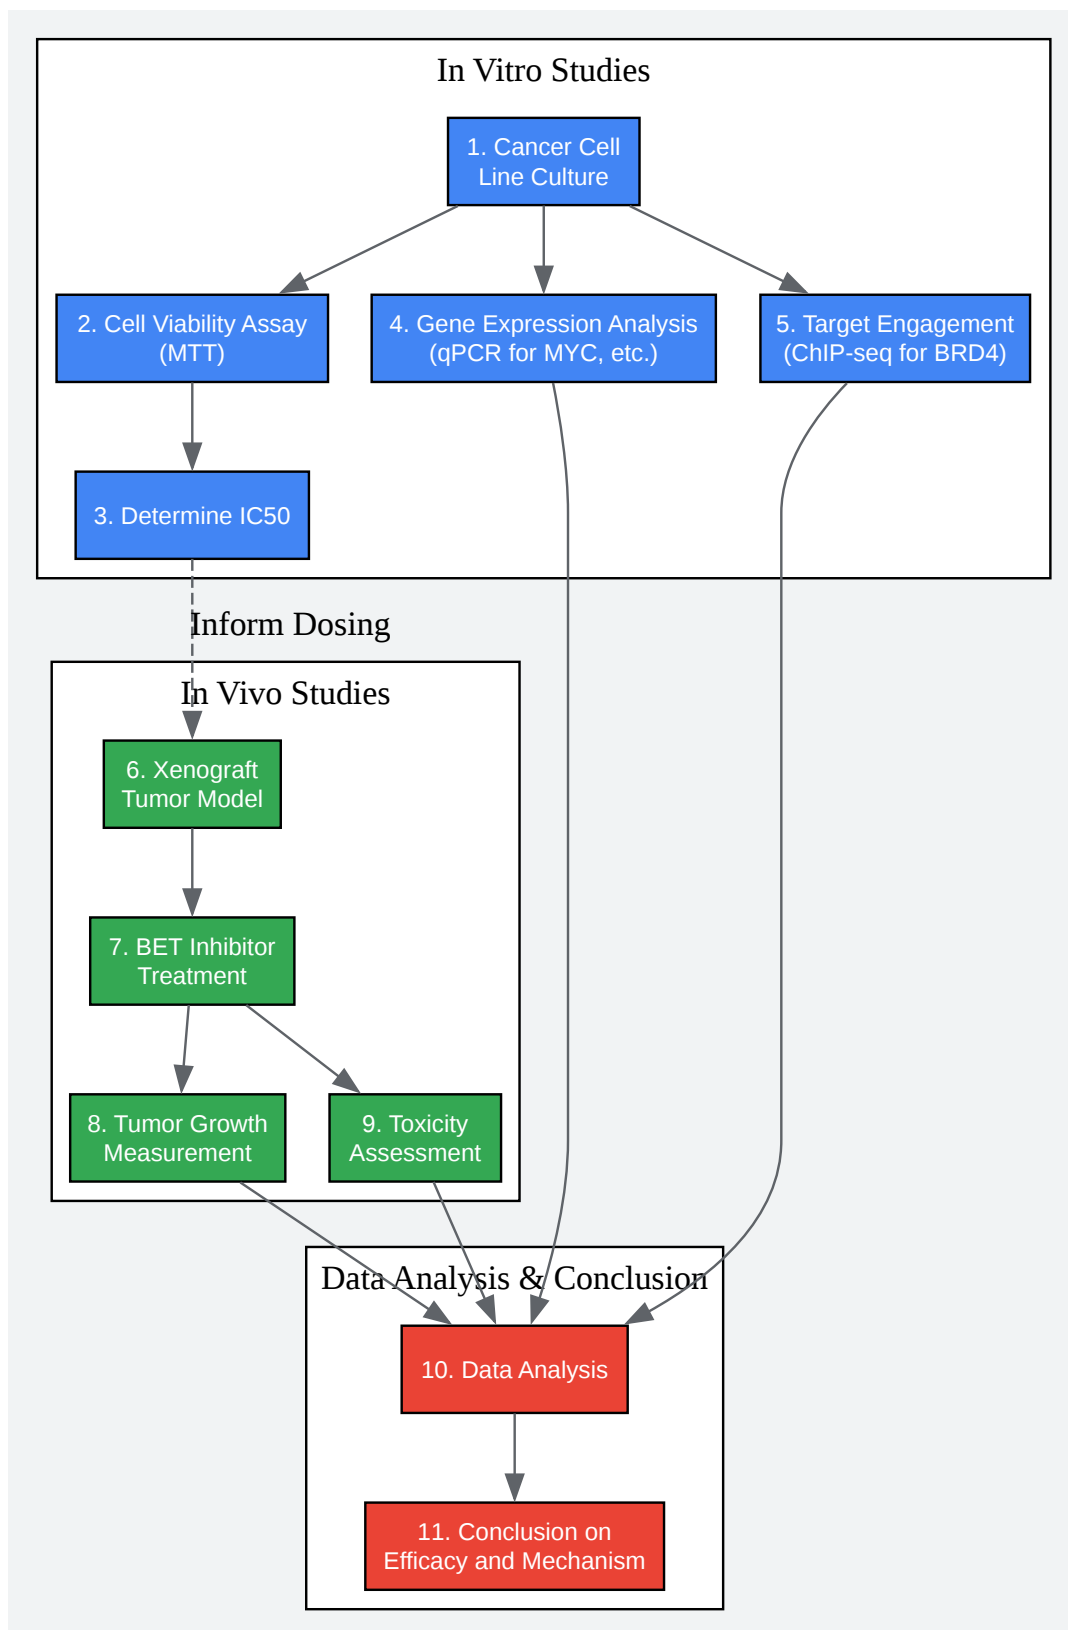 In Vitro Studies
1. Cancer Cell
Line Culture
2. Cell Viability Assay
(MTT)
4. Gene Expression Analysis
(qPCR for MYC, etc.)
5. Target Engagement
(ChIP-seq for BRD4)
3. Determine IC50
Inform Dosing
In Vivo Studies
6. Xenograft
Tumor Model
7. BET Inhibitor
Treatment
8. Tumor Growth
Measurement
9. Toxicity
Assessment
Data Analysis & Conclusion
10. Data Analysis
11. Conclusion on
Efficacy and Mechanism